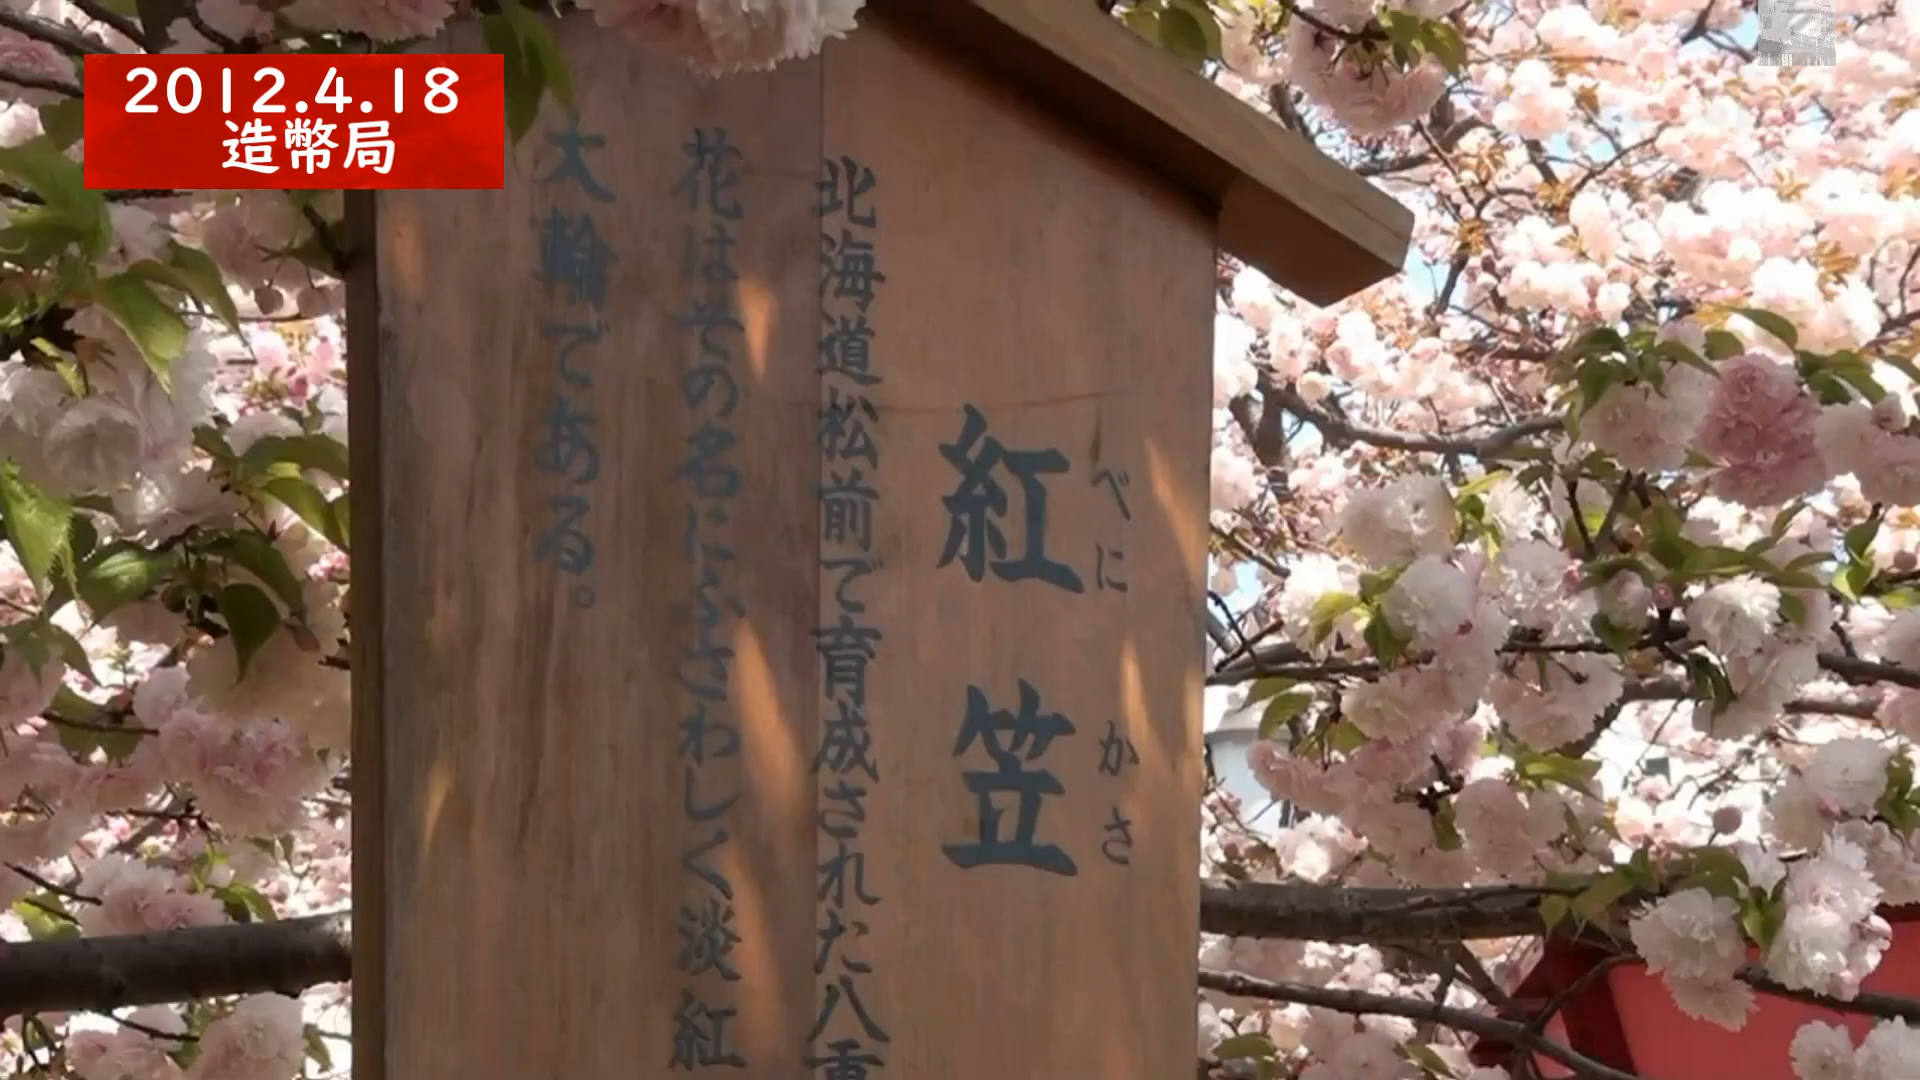 2012.4.18
造幣局
べに かさ
紅笠
北海道松前で育成された八重
花はその名にふさわしく淡紅
大輪である。